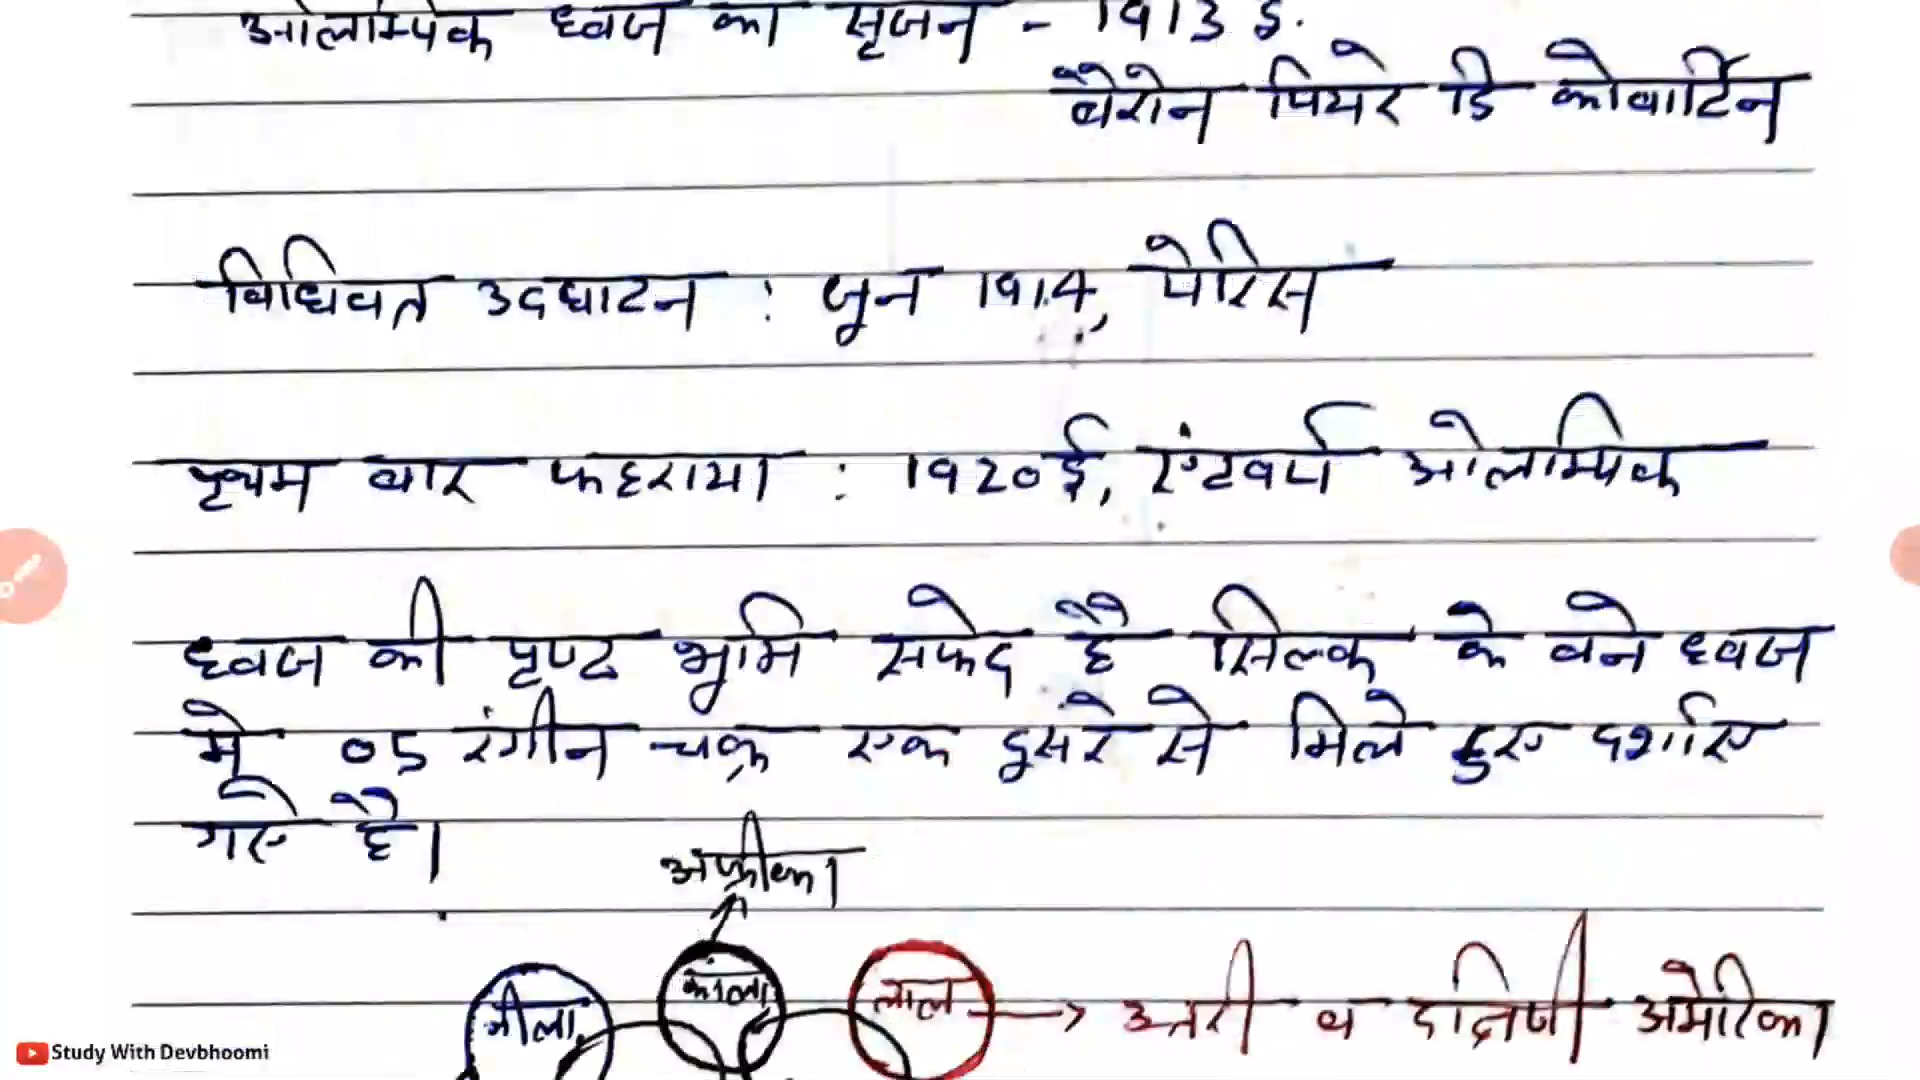 ओलम्पिक ध्वज का सृजन - 1913 ई.
बैरोन पियरे डि कोबार्टिन
विधिवत उदघाटन : जून 1914, पेरिस
प्रथम बार फहराया : 1920 ई, एंटवर्प ओलम्पिक
ध्वज की पृष्ठ भूमि सफेद है सिल्क के बने ध्वज
मे 05 रंगीन चक्र एक दूसरे से मिले हुए दर्शाए
गए है।
अफ्रीका
नीला काला लाल → उत्तरी व दक्षिणी अमेरिका
Study With Devbhoomi